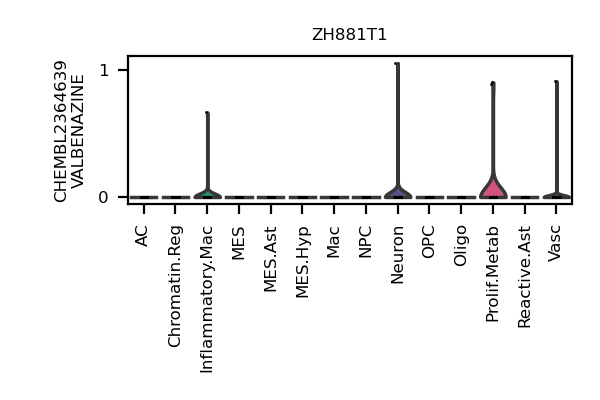 ZH881T1
CHEMBL2364639
VALBENAZINE
1
0
AC
Chromatin.Reg
Inflammatory.Mac
MES
MES.Ast
MES.Hyp
Mac
NPC
Neuron
OPC
Oligo
Prolif.Metab
Reactive.Ast
Vasc